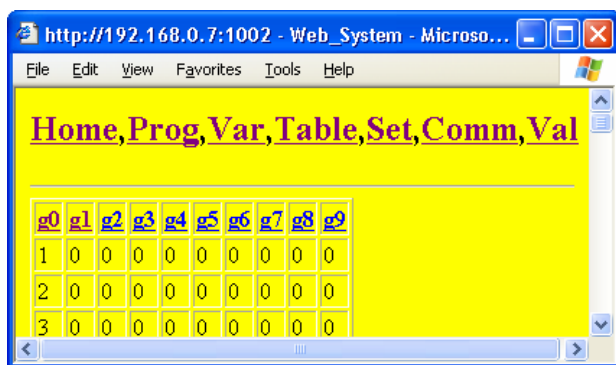 http://192.168.0.7:1002 - Web_System - Microso...
File Edit View Favorites Tools Help
Home,Prog,Var,Table,Set,Comm,Val
g0 g1 g2 g3 g4 g5 g6 g7 g8 g9
1 0 0 0 0 0 0 0 0 0
2 0 0 0 0 0 0 0 0 0
3 0 0 0 0 0 0 0 0 0